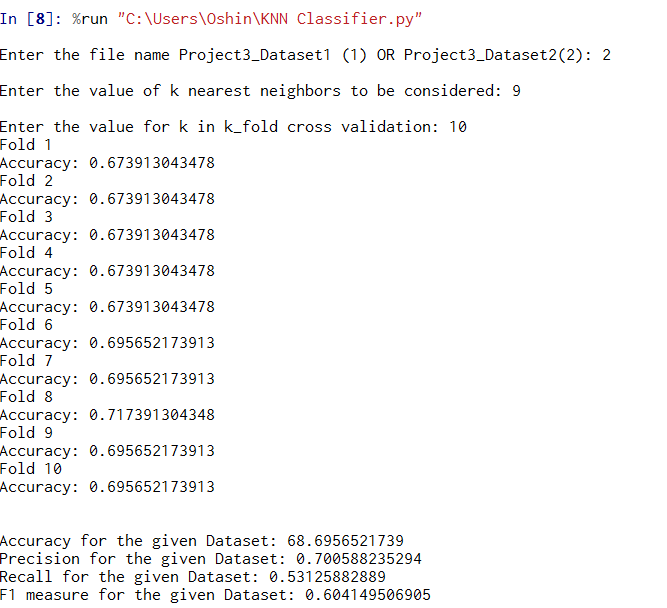 In [8]: %run "C:\Users\Oshin\KNN Classifier.py"
Enter the file name Project3_Dataset1 (1) OR Project3_Dataset2(2): 2
Enter the value of k nearest neighbors to be considered: 9
Enter the value for k in k_fold cross validation: 10
Fold 1
Accuracy: 0.673913043478
Fold 2
Accuracy: 0.673913043478
Fold 3
Accuracy: 0.673913043478
Fold 4
Accuracy: 0.673913043478
Fold 5
Accuracy: 0.673913043478
Fold 6
Accuracy: 0.695652173913
Fold 7
Accuracy: 0.695652173913
Fold 8
Accuracy: 0.717391304348
Fold 9
Accuracy: 0.695652173913
Fold 10
Accuracy: 0.695652173913
Accuracy for the given Dataset: 68.6956521739
Precision for the given Dataset: 0.700588235294
Recall for the given Dataset: 0.53125882889
F1 measure for the given Dataset: 0.604149506905